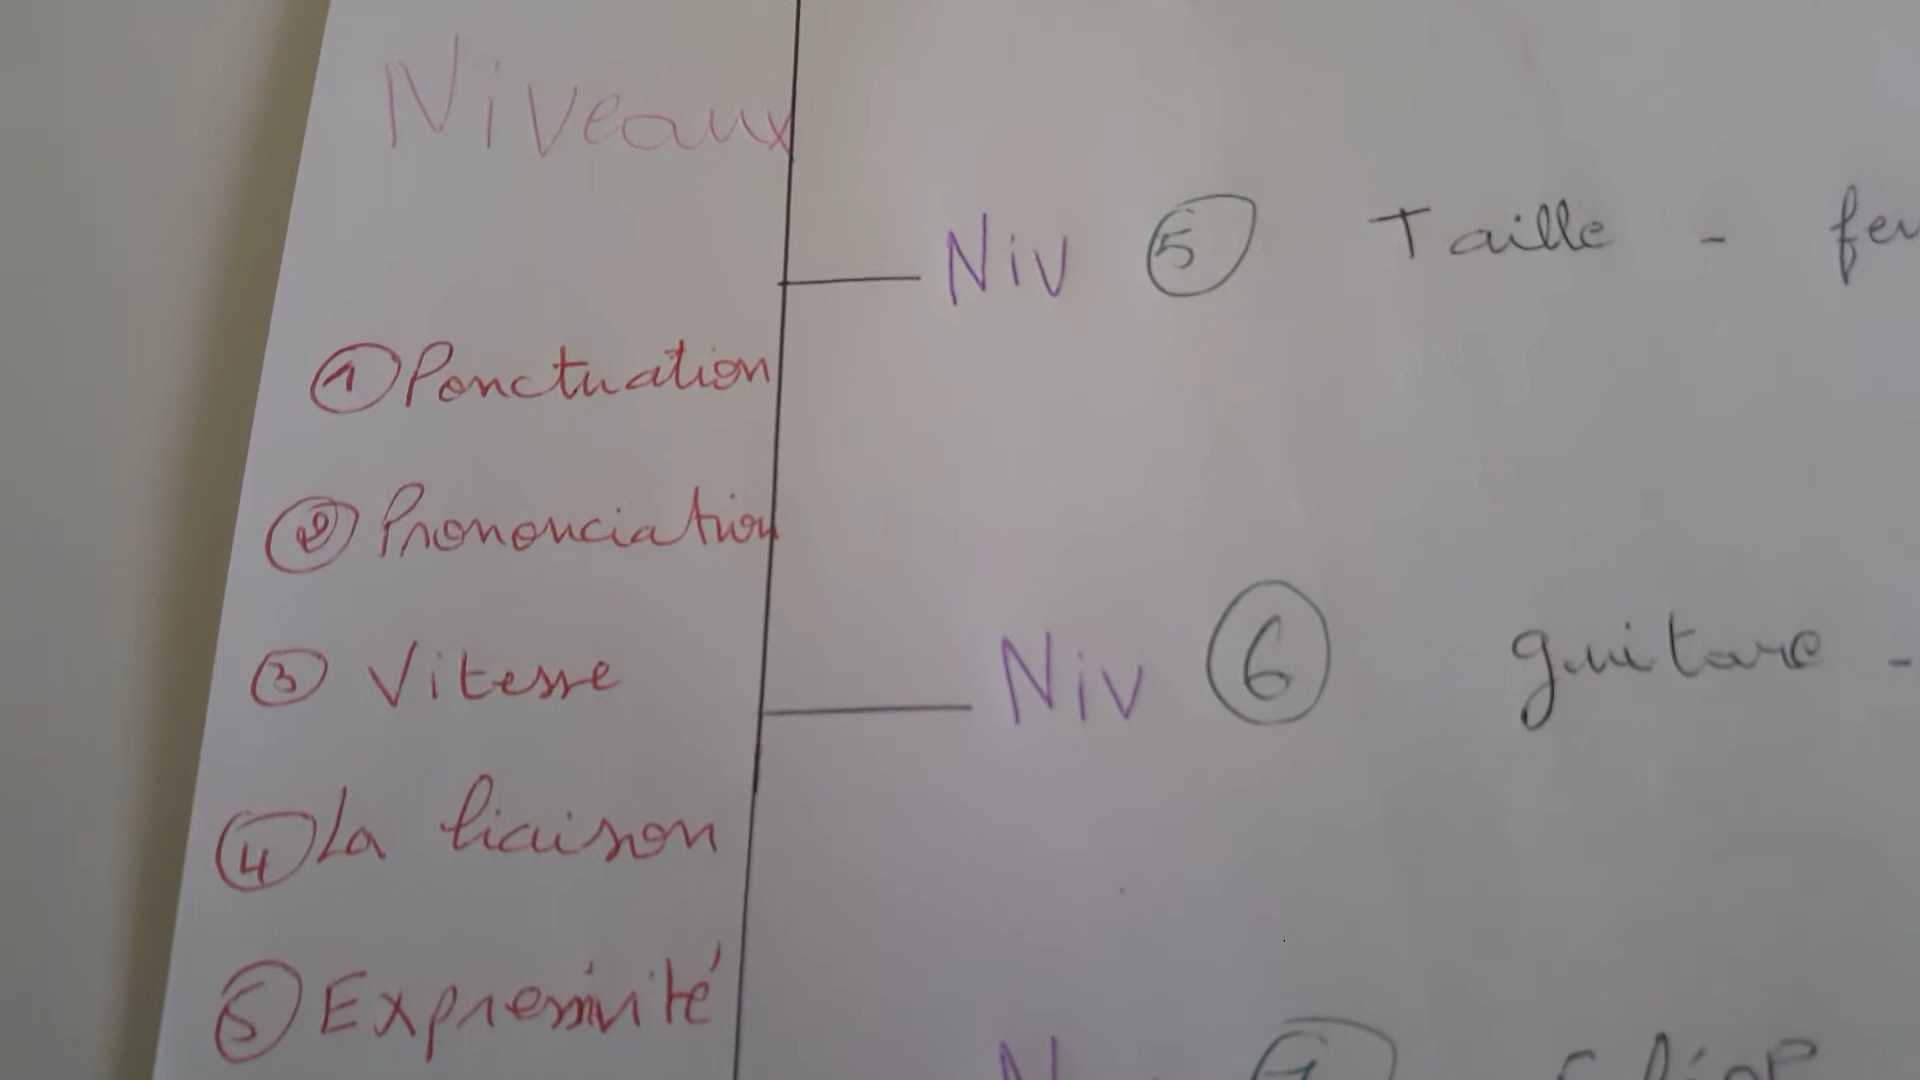 Niveaux
① Ponctuation
② Prononciation
③ Vitesse
④ La liaison
⑤ Expressivité
Niv ⑤ Taille -
Niv ⑥ guitare -